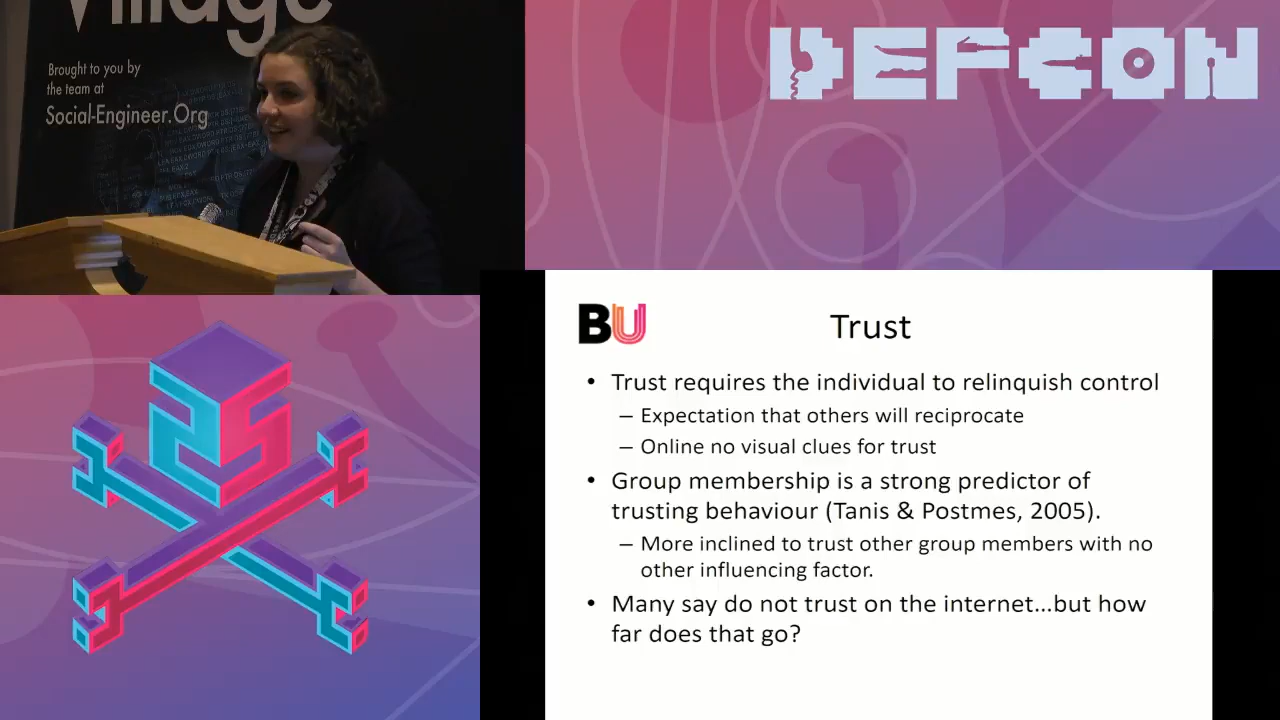 Village
Brought to you by
the team at
Social-Engineer.Org
DEFCON
BU
Trust
• Trust requires the individual to relinquish control
– Expectation that others will reciprocate
– Online no visual clues for trust
• Group membership is a strong predictor of
trusting behaviour (Tanis & Postmes, 2005).
– More inclined to trust other group members with no
other influencing factor.
• Many say do not trust on the internet...but how
far does that go?